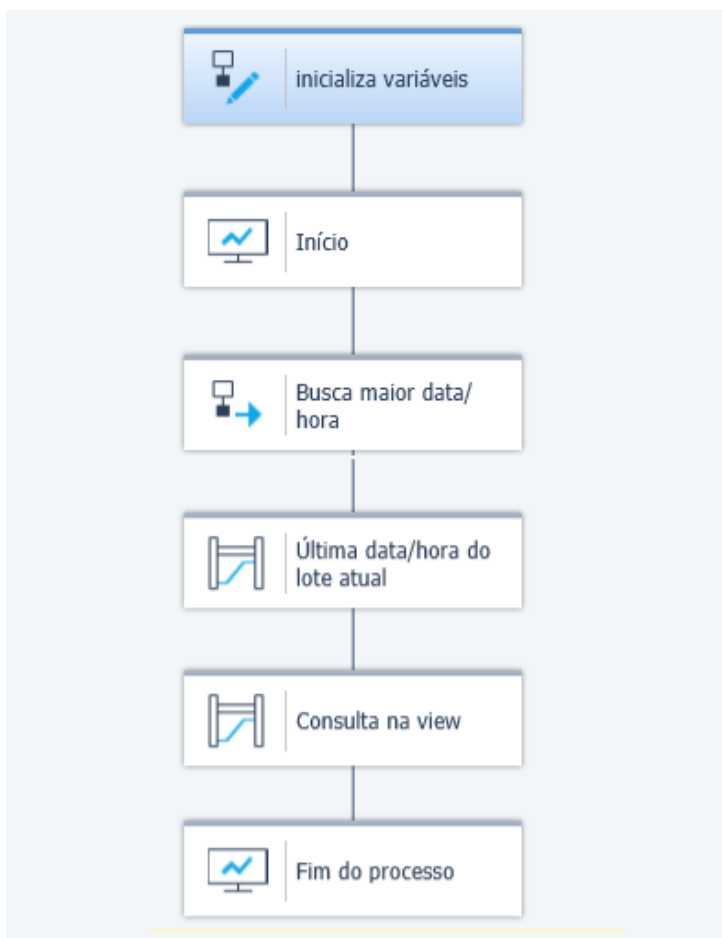 inicializa variáveis
Início
Busca maior data/
hora
Última data/hora do
lote atual
Consulta na view
Fim do processo